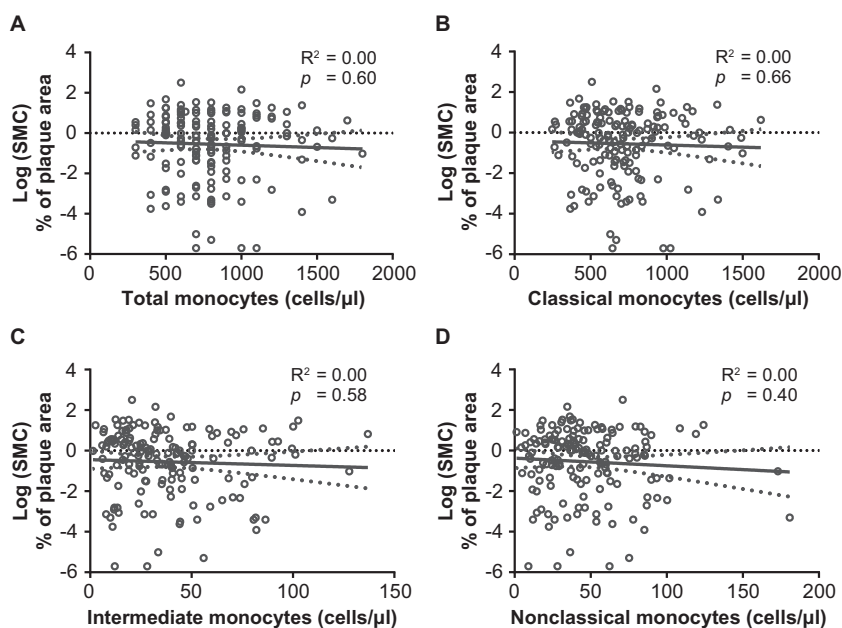 A
Log (SMC)
% of plaque area
R² = 0.00
p = 0.60
4
2
0
-2
-4
-6
0 500 1000 1500 2000
Total monocytes (cells/µl)
B
Log (SMC)
% of plaque area
R² = 0.00
p = 0.66
4
2
0
-2
-4
-6
0 500 1000 1500 2000
Classical monocytes (cells/µl)
C
Log (SMC)
% of plaque area
R² = 0.00
p = 0.58
4
2
0
-2
-4
-6
0 50 100 150
Intermediate monocytes (cells/µl)
D
Log (SMC)
% of plaque area
R² = 0.00
p = 0.40
4
2
0
-2
-4
-6
0 50 100 150 200
Nonclassical monocytes (cells/µl)